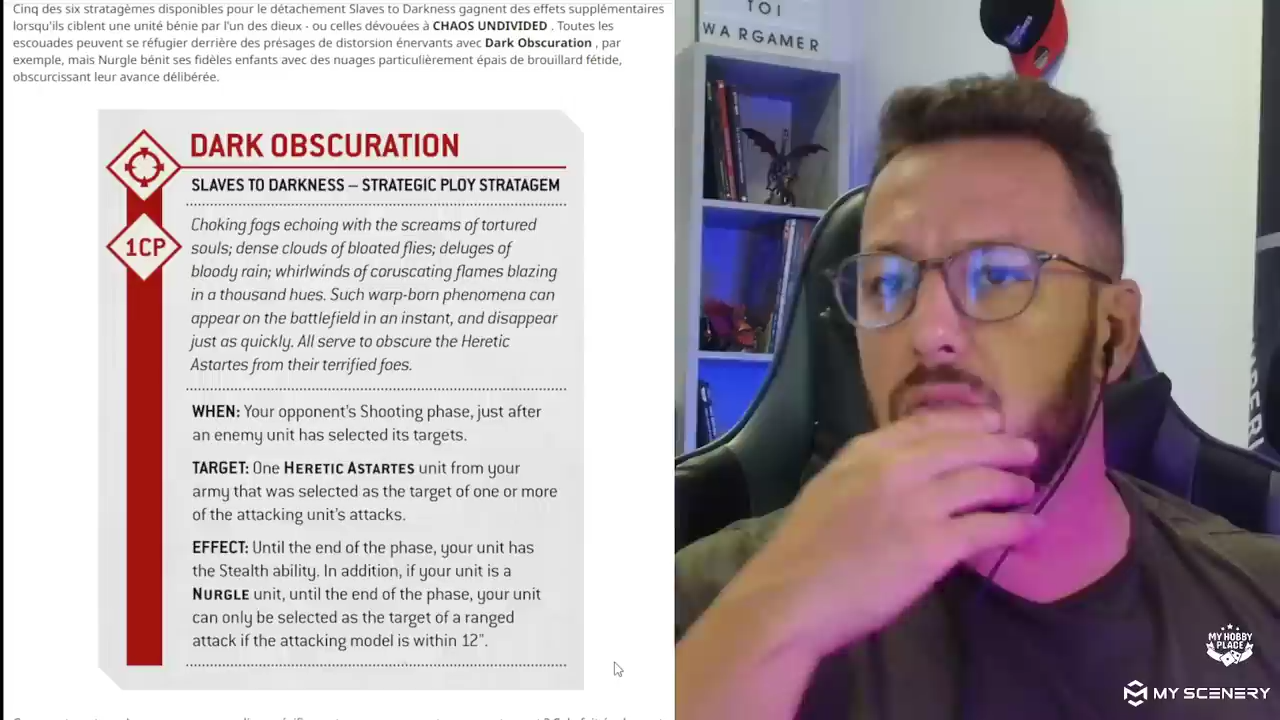 Cinq des six stratagèmes disponibles pour le détachement Slaves to Darkness gagnent des effets supplémentaires
lorsqu'ils ciblent une unité bénie par l'un des dieux - ou celles dévouées à CHAOS UNDIVIDED . Toutes les
escouades peuvent se réfugier derrière des présages de distorsion énervants avec Dark Obscuration , par
exemple, mais Nurgle bénit ses fidèles enfants avec des nuages particulièrement épais de brouillard fétide,
obscurcissant leur avance délibérée.
DARK OBSCURATION
SLAVES TO DARKNESS – STRATEGIC PLOY STRATAGEM
1CP
Choking fogs echoing with the screams of tortured
souls; dense clouds of bloated flies; deluges of
bloody rain; whirlwinds of coruscating flames blazing
in a thousand hues. Such warp-born phenomena can
appear on the battlefield in an instant, and disappear
just as quickly. All serve to obscure the Heretic
Astartes from their terrified foes.
WHEN: Your opponent's Shooting phase, just after
an enemy unit has selected its targets.
TARGET: One HERETIC ASTARTES unit from your
army that was selected as the target of one or more
of the attacking unit's attacks.
EFFECT: Until the end of the phase, your unit has
the Stealth ability. In addition, if your unit is a
NURGLE unit, until the end of the phase, your unit
can only be selected as the target of a ranged
attack if the attacking model is within 12".
TOI
WARGAMER
MY HOBBY
PLACE
MY SCENERY